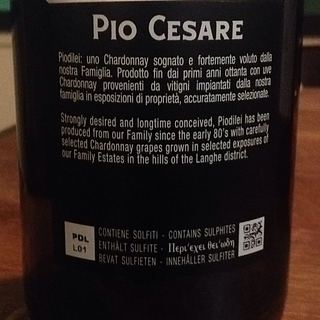 PIO CESARE
Piodilei: uno Chardonnay sognato e fortemente voluto dalla
nostra Famiglia. Prodotto fin dai primi anni ottanta con uve
Chardonnay provenienti da vitigni impiantati dalla nostra
famiglia in esposizioni di proprietà, accuratamente selezionate.
Strongly desired and longtime conceived, Piodilei has been
produced from our Family since the early 80's with carefully
selected Chardonnay grapes grown in selected exposures of
our Family Estates in the hills of the Langhe district.
PDL
L01
CONTIENE SOLFITI - CONTAINS SULPHITES
ENTHÄLT SULFITE - Περι'εχει θει'ωδη
BEVAT SULFIETEN - INNEHÅLLER SULFITER